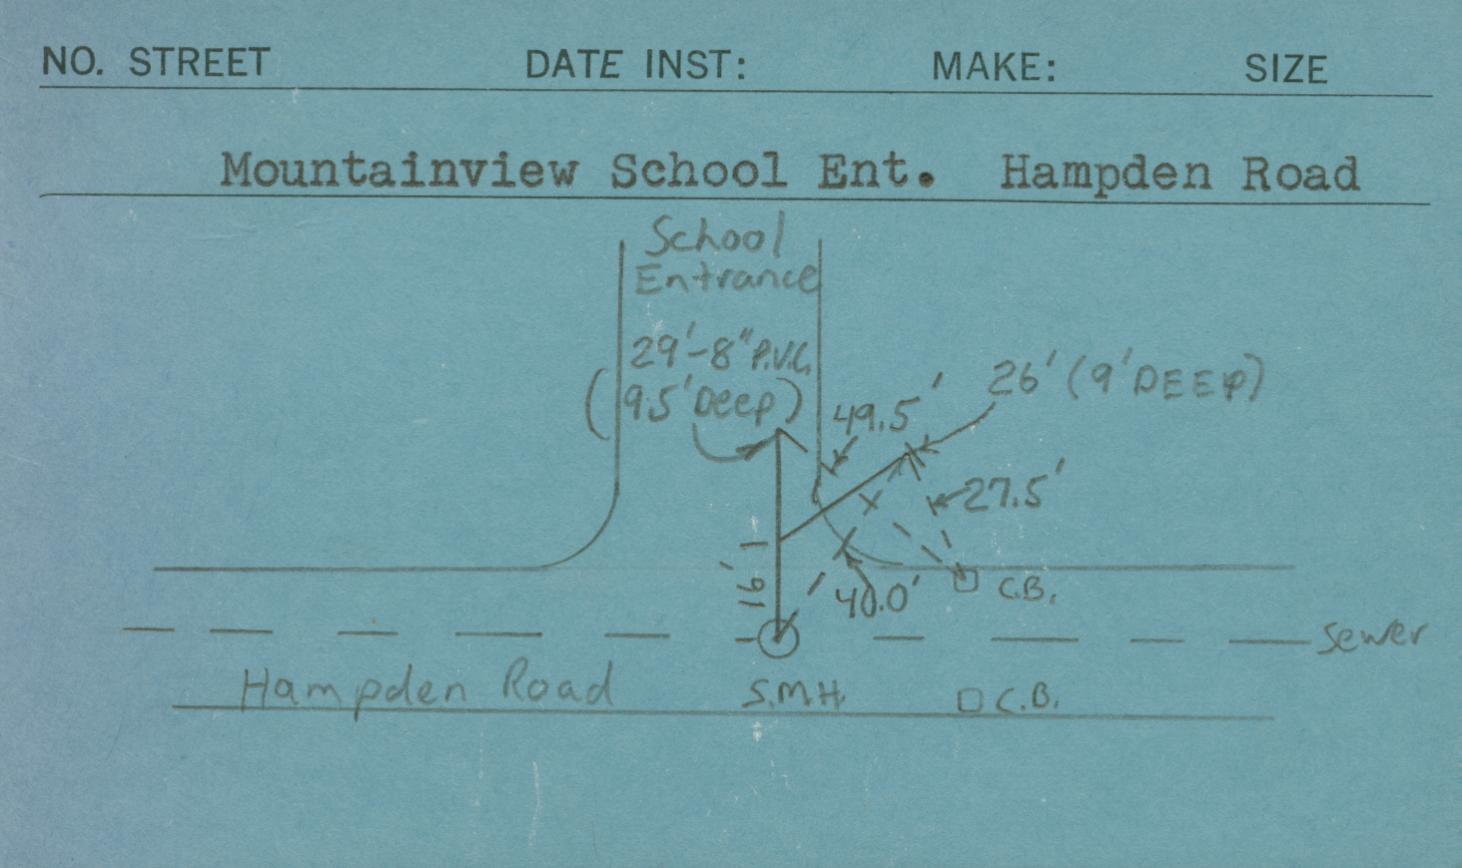 NO. STREET DATE INST: MAKE: SIZE
Mountainview School Ent. Hampden Road
School
Entrance
29'-8" P.V.C.
(9.5' Deep)
49.5'
26' (9' DEEP)
27.5'
16'
40.0'
C.B.
Sewer
Hampden Road
S.M.H.
C.B.